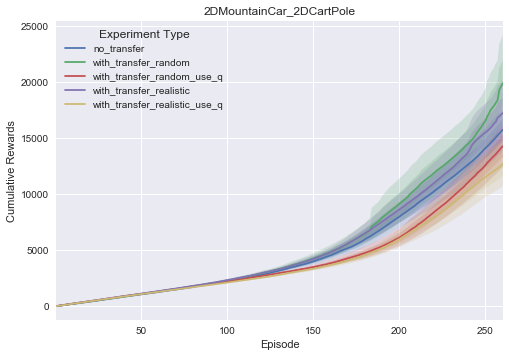 2DMountainCar_2DCartPole
25000
20000
15000
10000
5000
0
Cumulative Rewards
Experiment Type
no_transfer
with_transfer_random
with_transfer_random_use_q
with_transfer_realistic
with_transfer_realistic_use_q
50
100
150
200
250
Episode